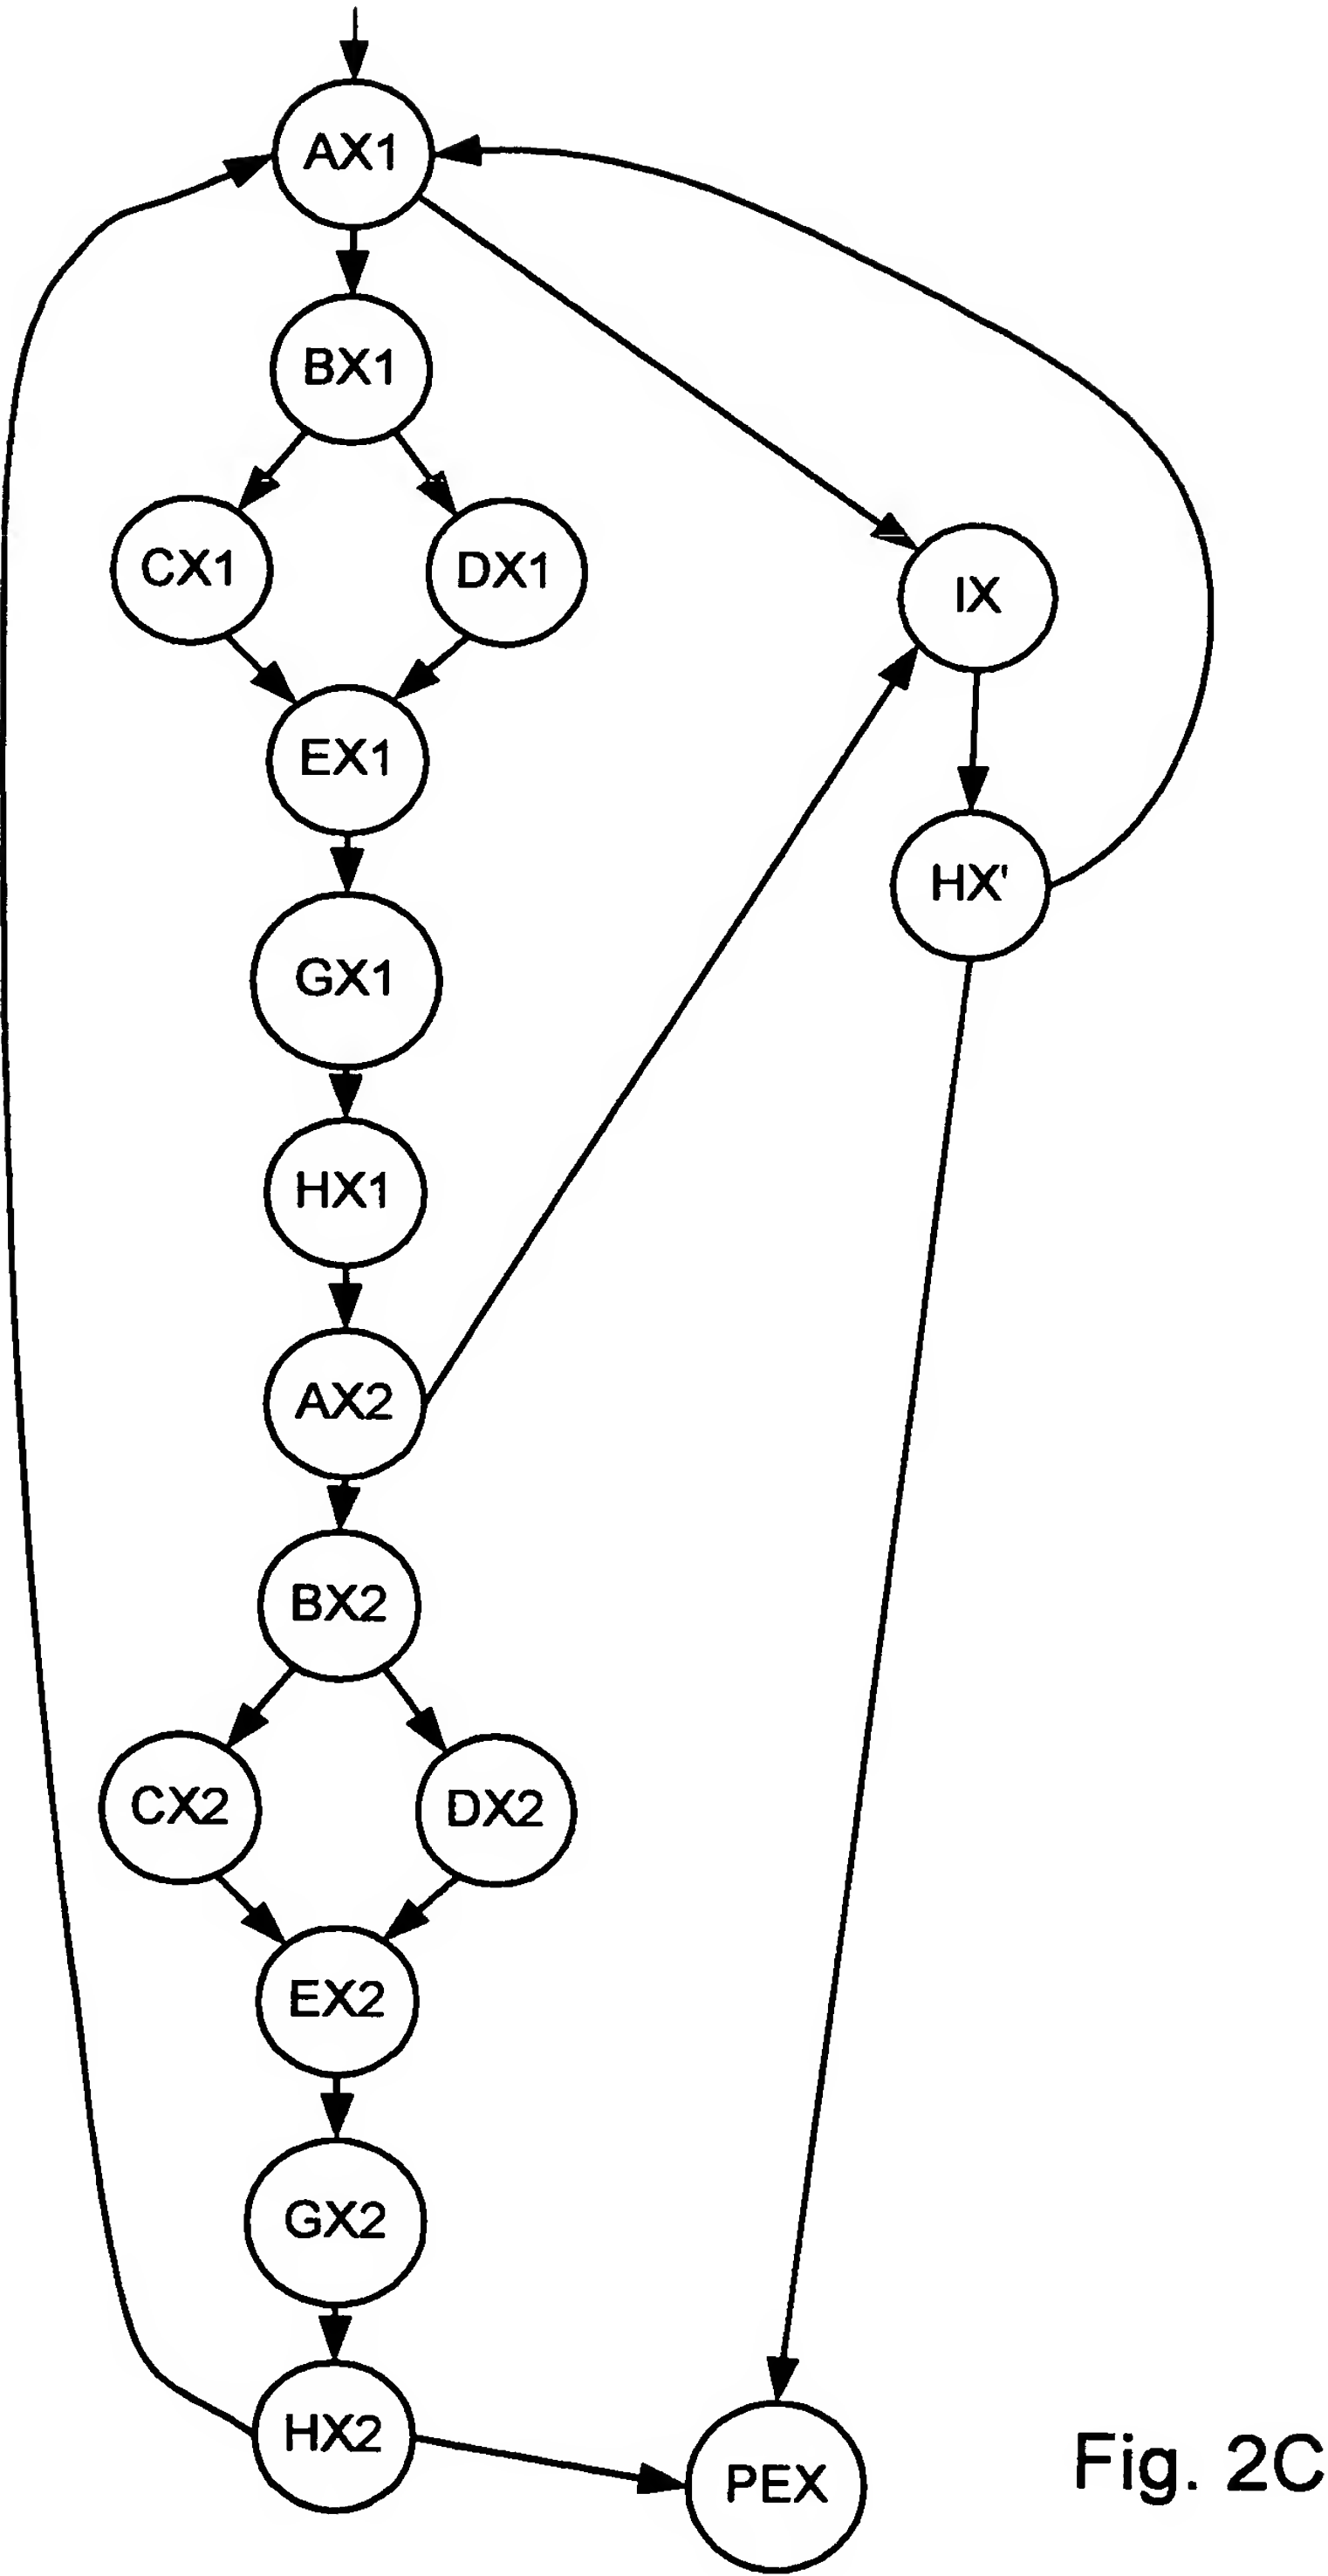 AX1
BX1
CX1
DX1
IX
EX1
HX'
GX1
HX1
AX2
BX2
CX2
DX2
EX2
GX2
HX2
PEX
Fig. 2C